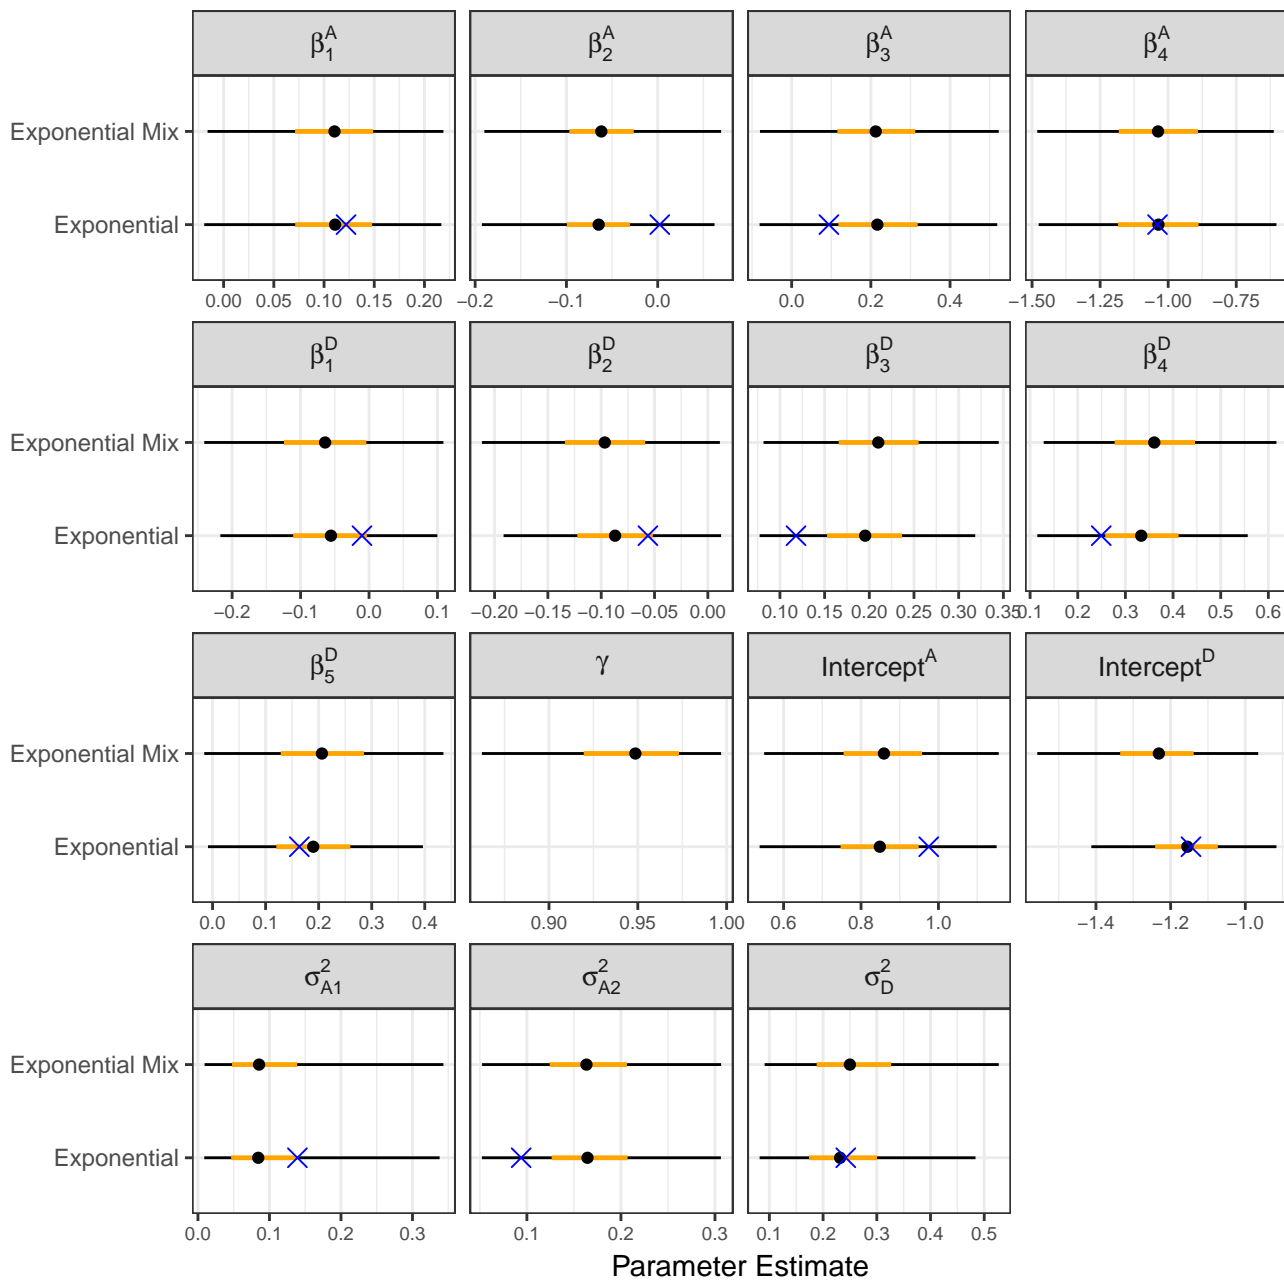 β₁ᴬ β₂ᴬ β₃ᴬ β₄ᴬ
Exponential Mix
Exponential
0.00 0.05 0.10 0.15 0.20 −0.2 −0.1 0.0 0.0 0.2 0.4 −1.50 −1.25 −1.00 −0.75
β₁ᴰ β₂ᴰ β₃ᴰ β₄ᴰ
Exponential Mix
Exponential
−0.2 −0.1 0.0 0.1 −0.20 −0.15 −0.10 −0.05 0.00 0.10 0.15 0.20 0.25 0.30 0.35 0.1 0.2 0.3 0.4 0.5 0.6
β₅ᴰ γ Interceptᴬ Interceptᴰ
Exponential Mix
Exponential
0.0 0.1 0.2 0.3 0.4 0.90 0.95 1.00 0.6 0.8 1.0 −1.4 −1.2 −1.0
σ²_A1 σ²_A2 σ²_D
Exponential Mix
Exponential
0.0 0.1 0.2 0.3 0.1 0.2 0.3 0.1 0.2 0.3 0.4 0.5
Parameter Estimate